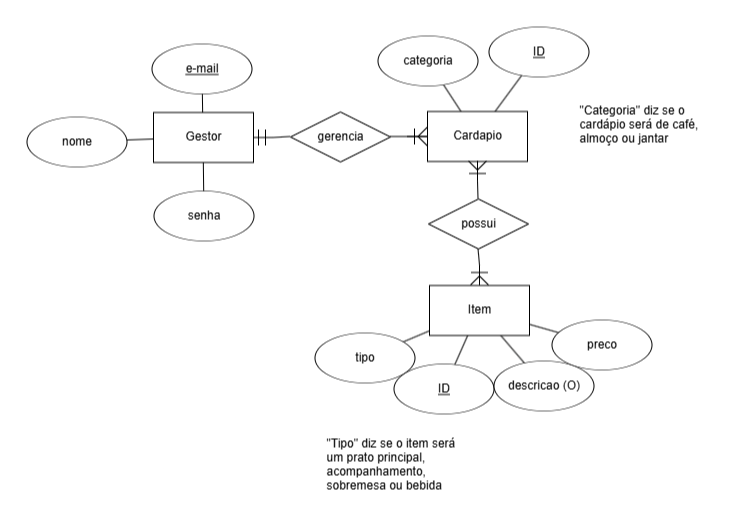 categoria
ID
e-mail
"Categoria" diz se o
cardápio será de café,
almoço ou jantar
nome
Gestor
gerencia
Cardapio
senha
possui
Item
tipo
ID
descricao (O)
preco
"Tipo" diz se o item será
um prato principal,
acompanhamento,
sobremesa ou bebida